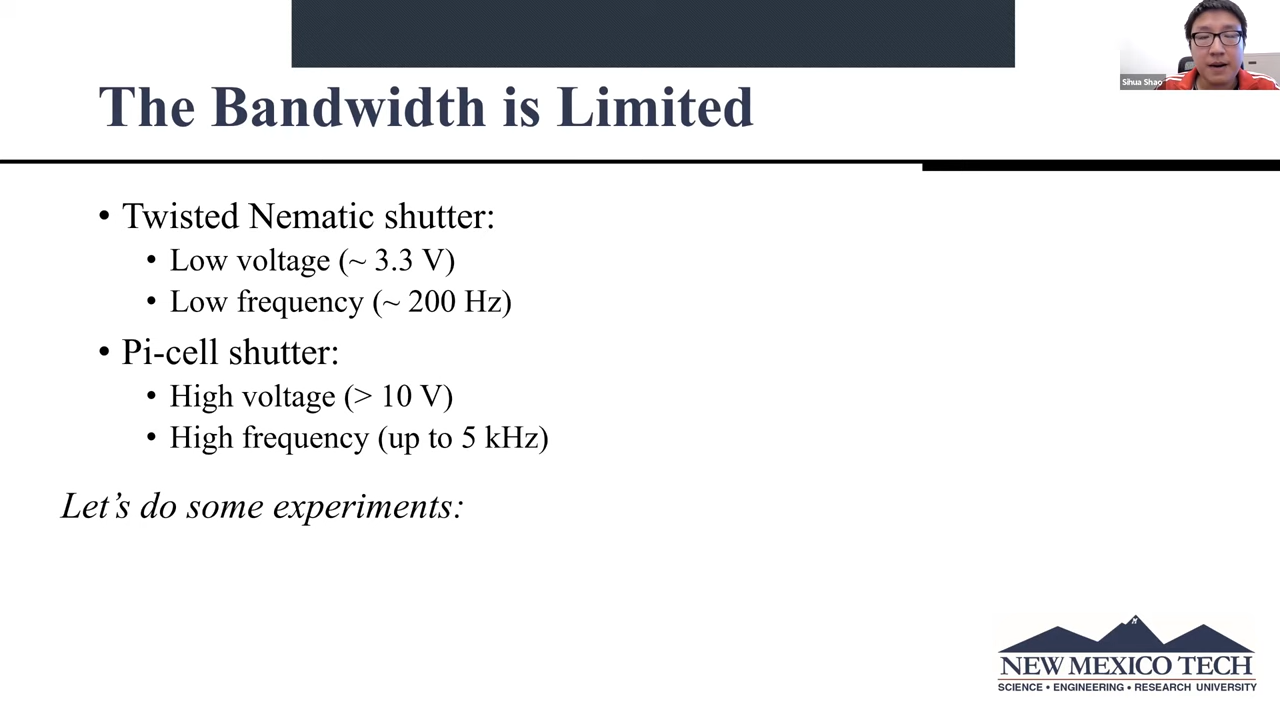 Sihua Shao
The Bandwidth is Limited
• Twisted Nematic shutter:
• Low voltage (~ 3.3 V)
• Low frequency (~ 200 Hz)
• Pi-cell shutter:
• High voltage (> 10 V)
• High frequency (up to 5 kHz)
Let’s do some experiments:
NEW MEXICO TECH
SCIENCE • ENGINEERING • RESEARCH UNIVERSITY